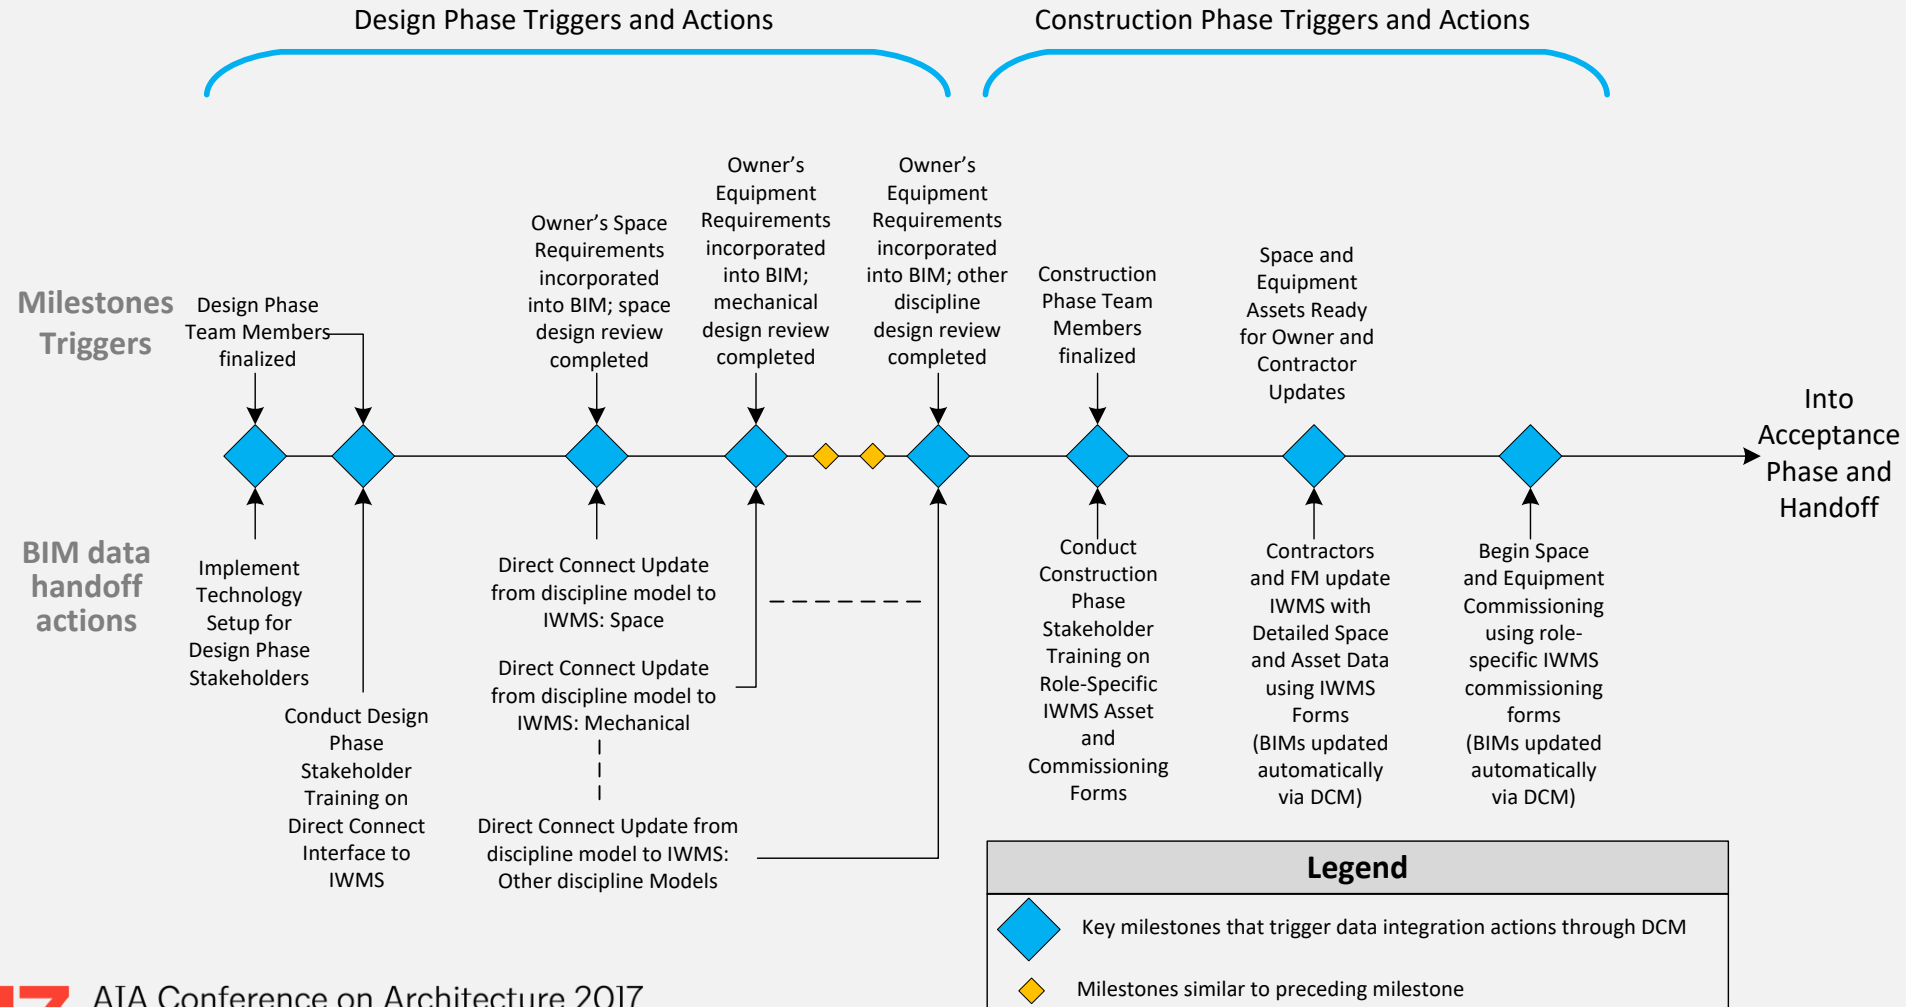 Design Phase Triggers and Actions
Construction Phase Triggers and Actions
Milestones
Triggers
Design Phase
Team Members
finalized
Owner's Space
Requirements
incorporated
into BIM; space
design review
completed
Owner's
Equipment
Requirements
incorporated
into BIM;
mechanical
design review
completed
Owner's
Equipment
Requirements
incorporated
into BIM; other
discipline
design review
completed
Construction
Phase Team
Members
finalized
Space and
Equipment
Assets Ready
for Owner and
Contractor
Updates
Into
Acceptance
Phase and
Handoff
BIM data
handoff
actions
Implement
Technology
Setup for
Design Phase
Stakeholders
Conduct Design
Phase
Stakeholder
Training on
Direct Connect
Interface to
IWMS
Direct Connect Update
from discipline model to
IWMS: Space
Direct Connect Update
from discipline model to
IWMS: Mechanical
Direct Connect Update from
discipline model to IWMS:
Other discipline Models
Conduct
Construction
Phase
Stakeholder
Training on
Role-Specific
IWMS Asset
and
Commissioning
Forms
Contractors
and FM update
IWMS with
Detailed Space
and Asset Data
using IWMS
Forms
(BIMs updated
automatically
via DCM)
Begin Space
and Equipment
Commissioning
using role-
specific IWMS
commissioning
forms
(BIMs updated
automatically
via DCM)
Legend
Key milestones that trigger data integration actions through DCM
Milestones similar to preceding milestone
AIA Conference on Architecture 2017